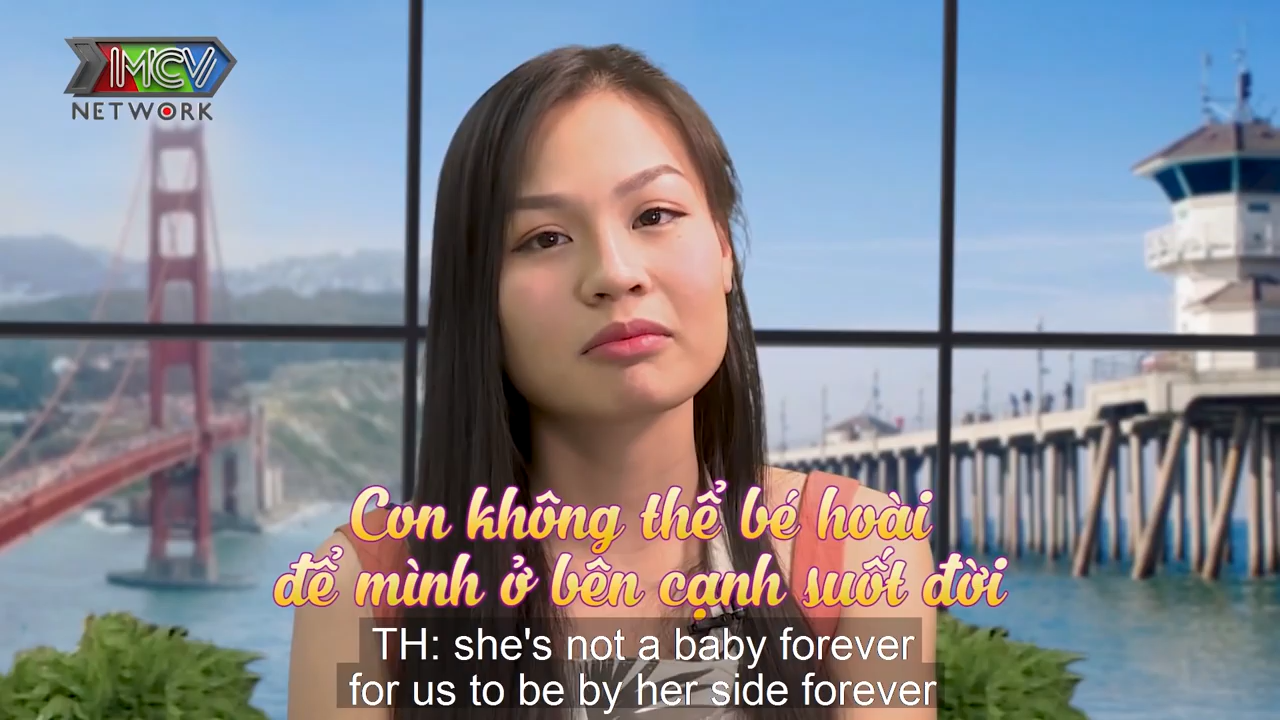 MCV
NETWORK
Con không thể bé hoài
để mình ở bên cạnh suốt đời
TH: she's not a baby forever
for us to be by her side forever